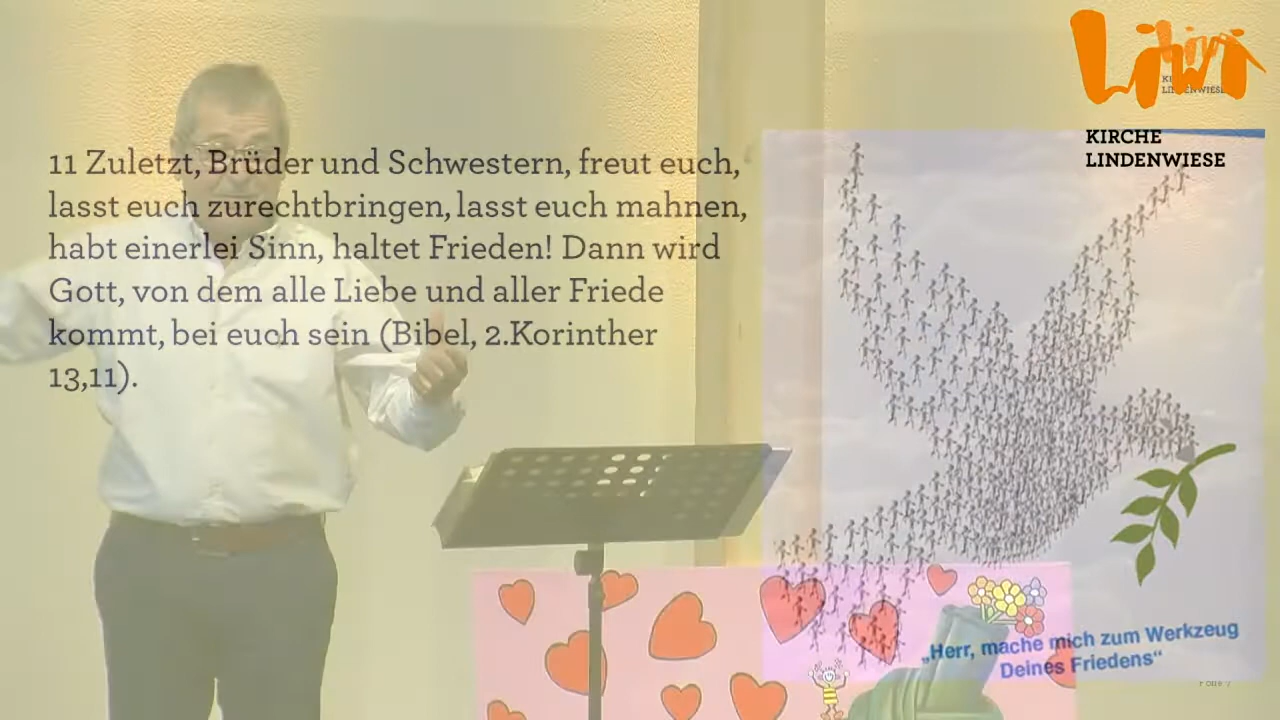 LiWi
KIRCHE
LINDENWIESE
11 Zuletzt, Brüder und Schwestern, freut euch,
lasst euch zurechtbringen, lasst euch mahnen,
habt einerlei Sinn, haltet Frieden! Dann wird
Gott, von dem alle Liebe und aller Friede
kommt, bei euch sein (Bibel, 2.Korinther
13,11).
„Herr, mache mich zum Werkzeug
Deines Friedens“